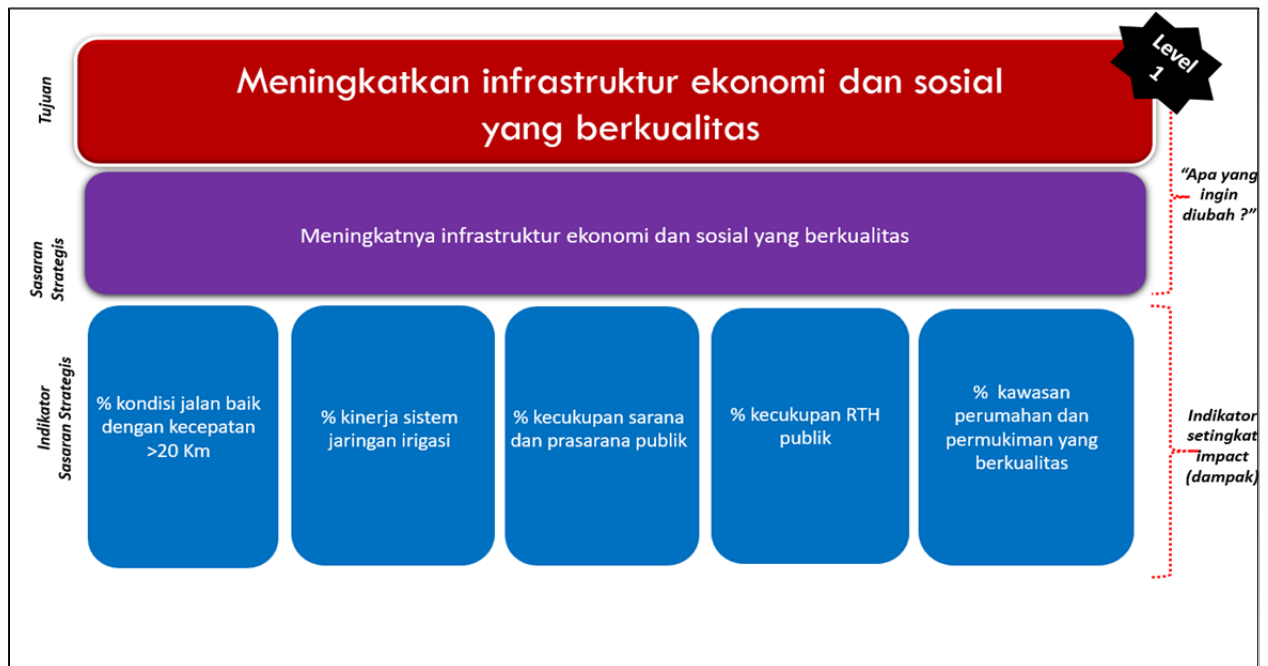 Tujuan
Meningkatkan infrastruktur ekonomi dan sosial
yang berkualitas
Level
1
"Apa yang
ingin
diubah ?"
Sasaran
Strategis
Meningkatnya infrastruktur ekonomi dan sosial yang berkualitas
Indikator
Sasaran Strategis
% kondisi jalan baik
dengan kecepatan
>20 Km
% kinerja sistem
jaringan irigasi
% kecukupan sarana
dan prasarana publik
% kecukupan RTH
publik
% kawasan
perumahan dan
permukiman yang
berkualitas
Indikator
setingkat
impact
(dampak)